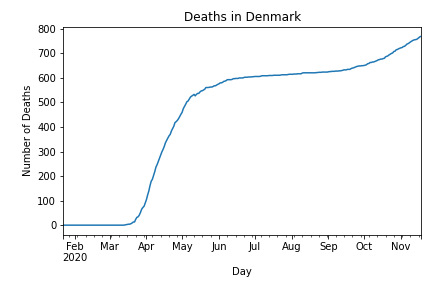 Deaths in Denmark
Number of Deaths
800
700
600
500
400
300
200
100
0
Feb Mar Apr May Jun Jul Aug Sep Oct Nov
2020
Day